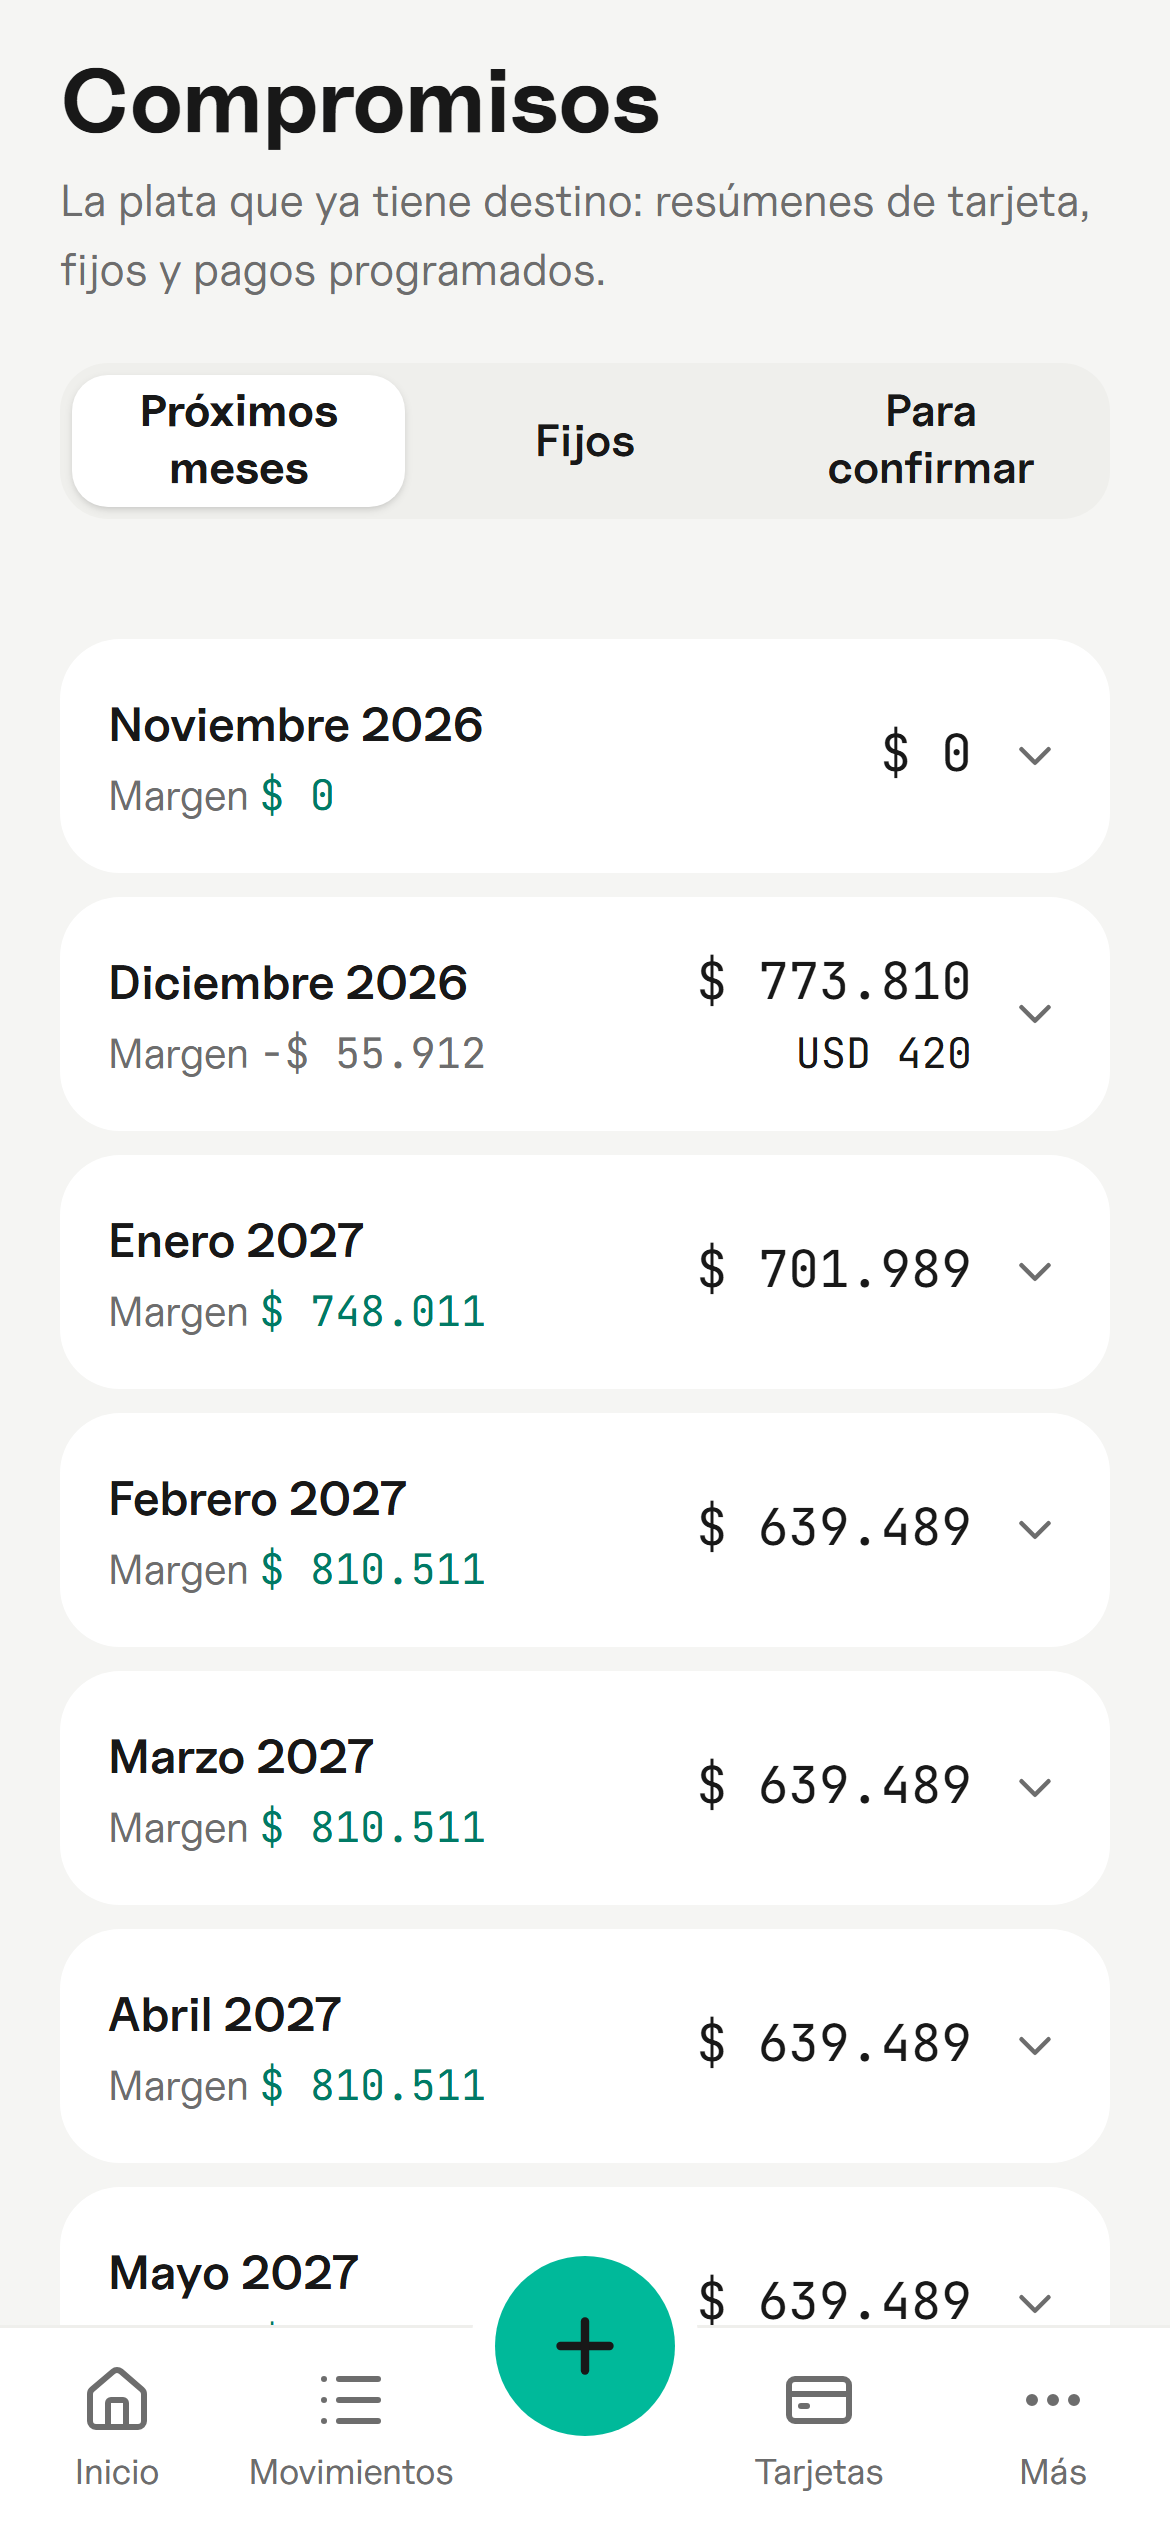 Compromisos
La plata que ya tiene destino: resúmenes de tarjeta,
fijos y pagos programados.
Próximos
meses
Fijos
Para
confirmar
Noviembre 2026
$ 0
Margen $ 0
Diciembre 2026
$ 773.810
Margen -$ 55.912
USD 420
Enero 2027
$ 701.989
Margen $ 748.011
Febrero 2027
$ 639.489
Margen $ 810.511
Marzo 2027
$ 639.489
Margen $ 810.511
Abril 2027
$ 639.489
Margen $ 810.511
Mayo 2027
$ 639.489
Inicio
Movimientos
Tarjetas
Más